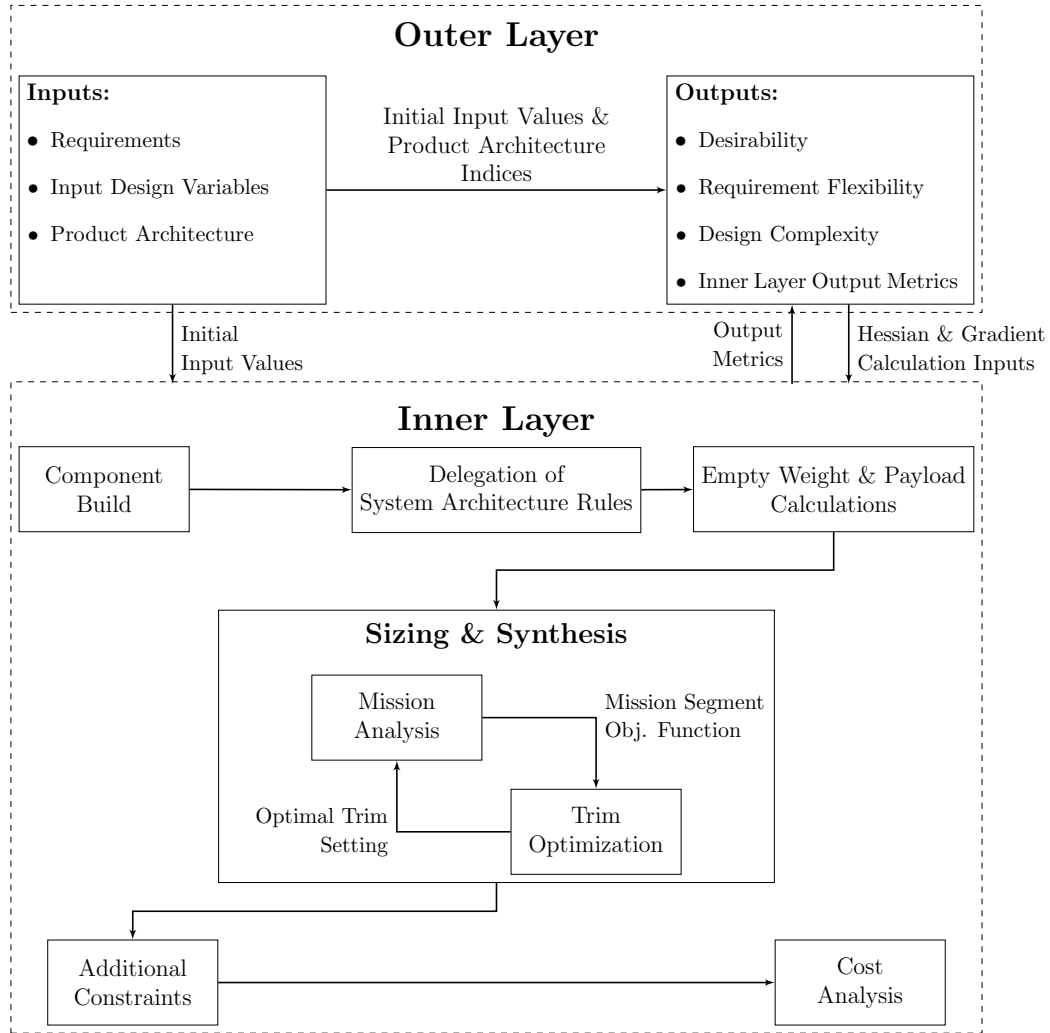 Outer Layer
Inputs:
• Requirements
• Input Design Variables
• Product Architecture
Initial Input Values &
Product Architecture
Indices
Outputs:
• Desirability
• Requirement Flexibility
• Design Complexity
• Inner Layer Output Metrics
Initial
Input Values
Output
Metrics
Hessian & Gradient
Calculation Inputs
Inner Layer
Component
Build
Delegation of
System Architecture Rules
Empty Weight & Payload
Calculations
Sizing & Synthesis
Mission
Analysis
Mission Segment
Obj. Function
Optimal Trim
Setting
Trim
Optimization
Additional
Constraints
Cost
Analysis